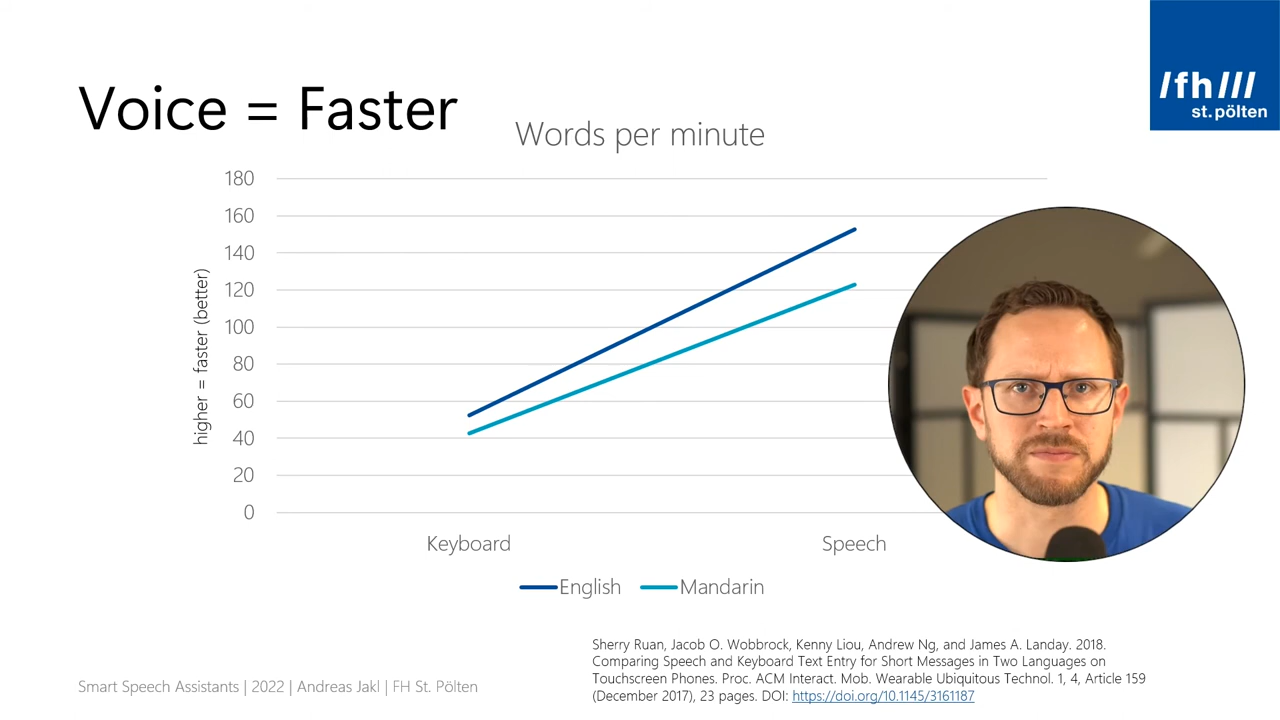 Voice = Faster
/fh///
st.pölten
Words per minute
180
160
140
120
100
80
60
40
20
0
higher = faster (better)
Keyboard
Speech
English
Mandarin
Sherry Ruan, Jacob O. Wobbrock, Kenny Liou, Andrew Ng, and James A. Landay. 2018.
Comparing Speech and Keyboard Text Entry for Short Messages in Two Languages on
Touchscreen Phones. Proc. ACM Interact. Mob. Wearable Ubiquitous Technol. 1, 4, Article 159
(December 2017), 23 pages. DOI: https://doi.org/10.1145/3161187
Smart Speech Assistants | 2022 | Andreas Jakl | FH St. Pölten